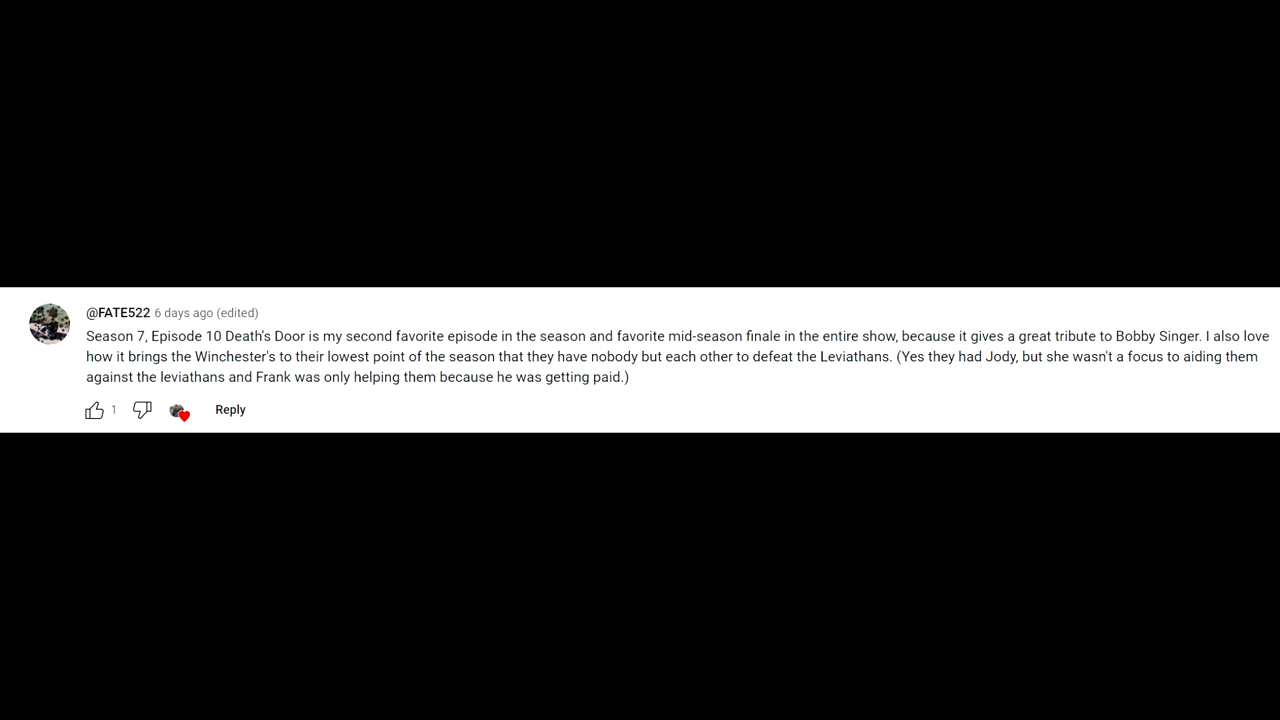 @FATE522 6 days ago (edited)
Season 7, Episode 10 Death's Door is my second favorite episode in the season and favorite mid-season finale in the entire show, because it gives a great tribute to Bobby Singer. I also love
how it brings the Winchester's to their lowest point of the season that they have nobody but each other to defeat the Leviathans. (Yes they had Jody, but she wasn't a focus to aiding them
against the leviathans and Frank was only helping them because he was getting paid.)
1 Reply